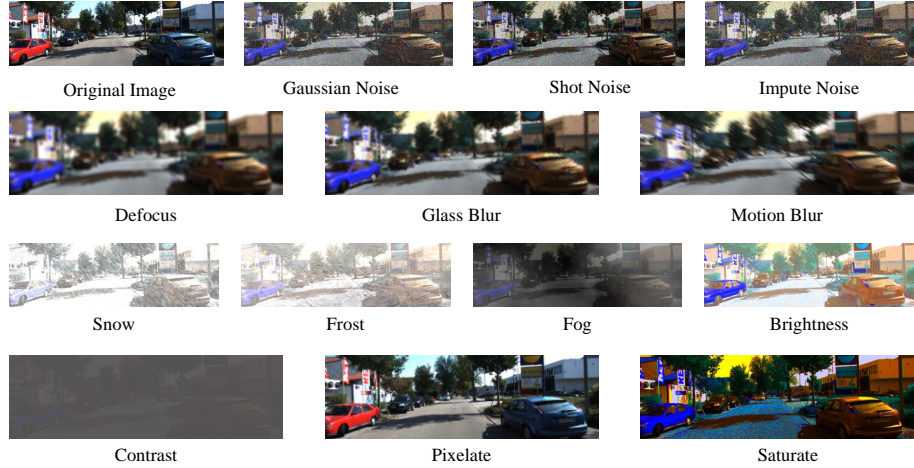 Original Image
Gaussian Noise
Shot Noise
Impute Noise
Defocus
Glass Blur
Motion Blur
Snow
Frost
Fog
Brightness
Contrast
Pixelate
Saturate